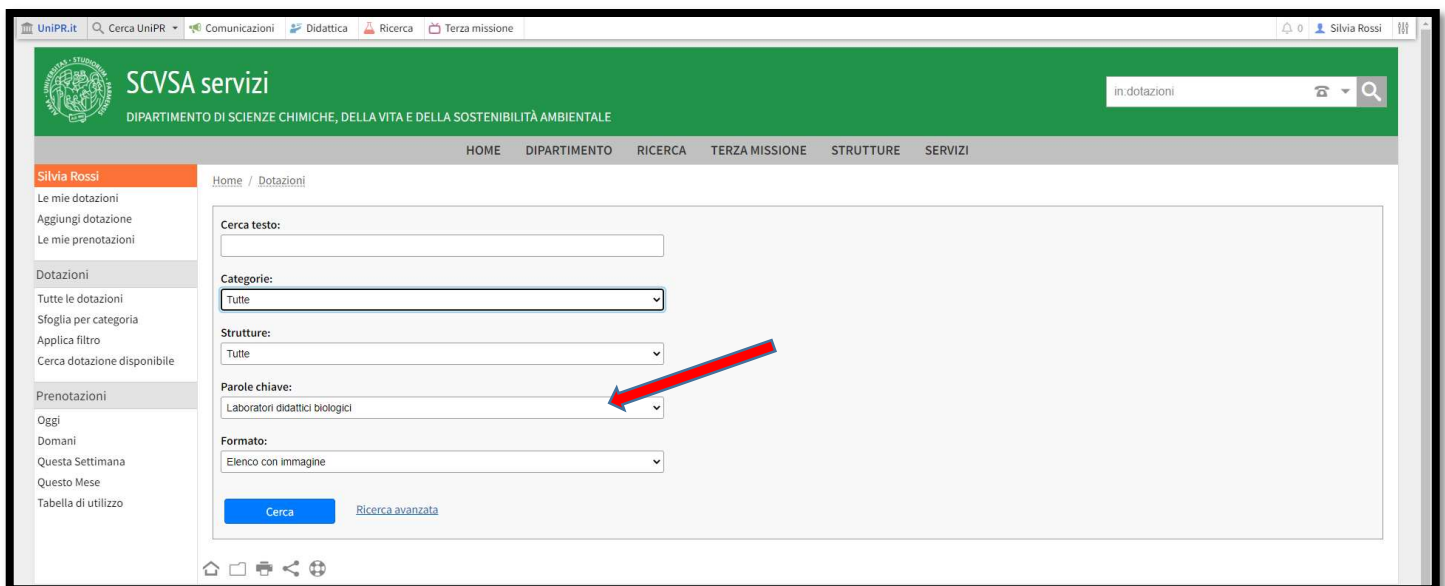 UniPR.it Cerca UniPR Comunicazioni Didattica Ricerca Terza missione 0 Silvia Rossi
SCVSA servizi
in:dotazioni
DIPARTIMENTO DI SCIENZE CHIMICHE, DELLA VITA E DELLA SOSTENIBILITÀ AMBIENTALE
HOME DIPARTIMENTO RICERCA TERZA MISSIONE STRUTTURE SERVIZI
Silvia Rossi
Le mie dotazioni
Aggiungi dotazione
Le mie prenotazioni
Dotazioni
Tutte le dotazioni
Sfoglia per categoria
Applica filtro
Cerca dotazione disponibile
Prenotazioni
Oggi
Domani
Questa Settimana
Questo Mese
Tabella di utilizzo
Home / Dotazioni
Cerca testo:
Categorie:
Tutte
Strutture:
Tutte
Parole chiave:
Laboratori didattici biologici
Formato:
Elenco con immagine
Cerca Ricerca avanzata